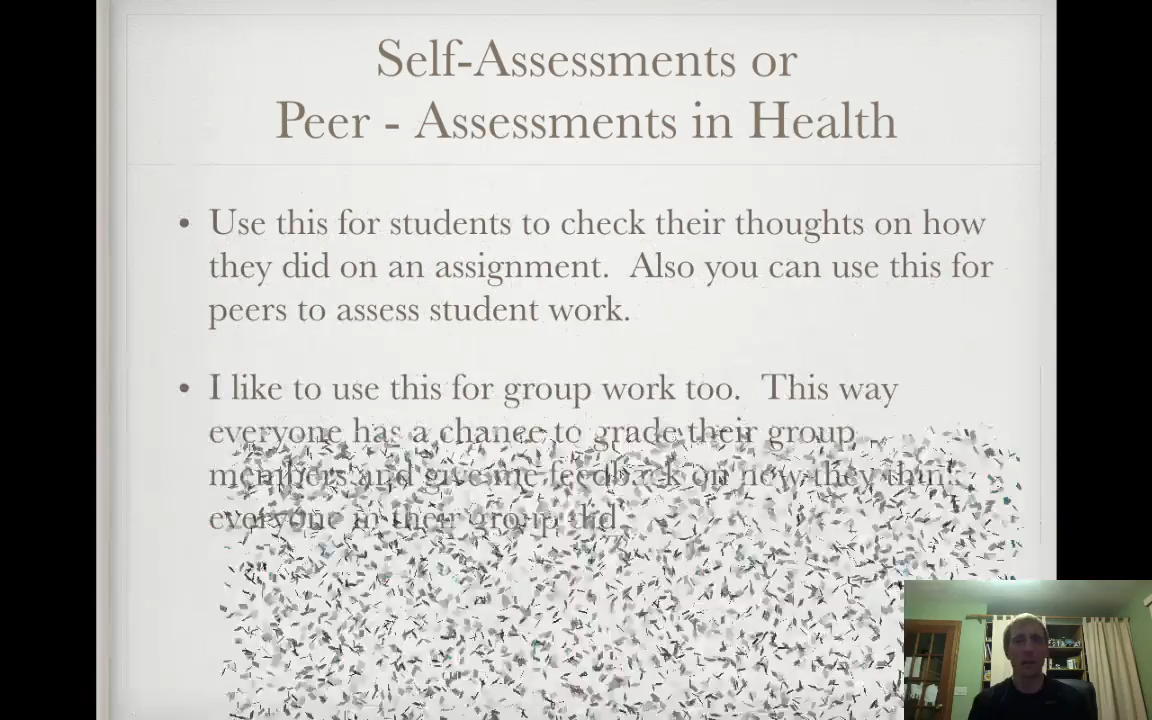 Self-Assessments or
Peer - Assessments in Health
• Use this for students to check their thoughts on how
they did on an assignment.  Also you can use this for
peers to assess student work.
• I like to use this for group work too.  This way
everyone has a chance to grade their group
members and give me feedback on how they think
everyone in their group did